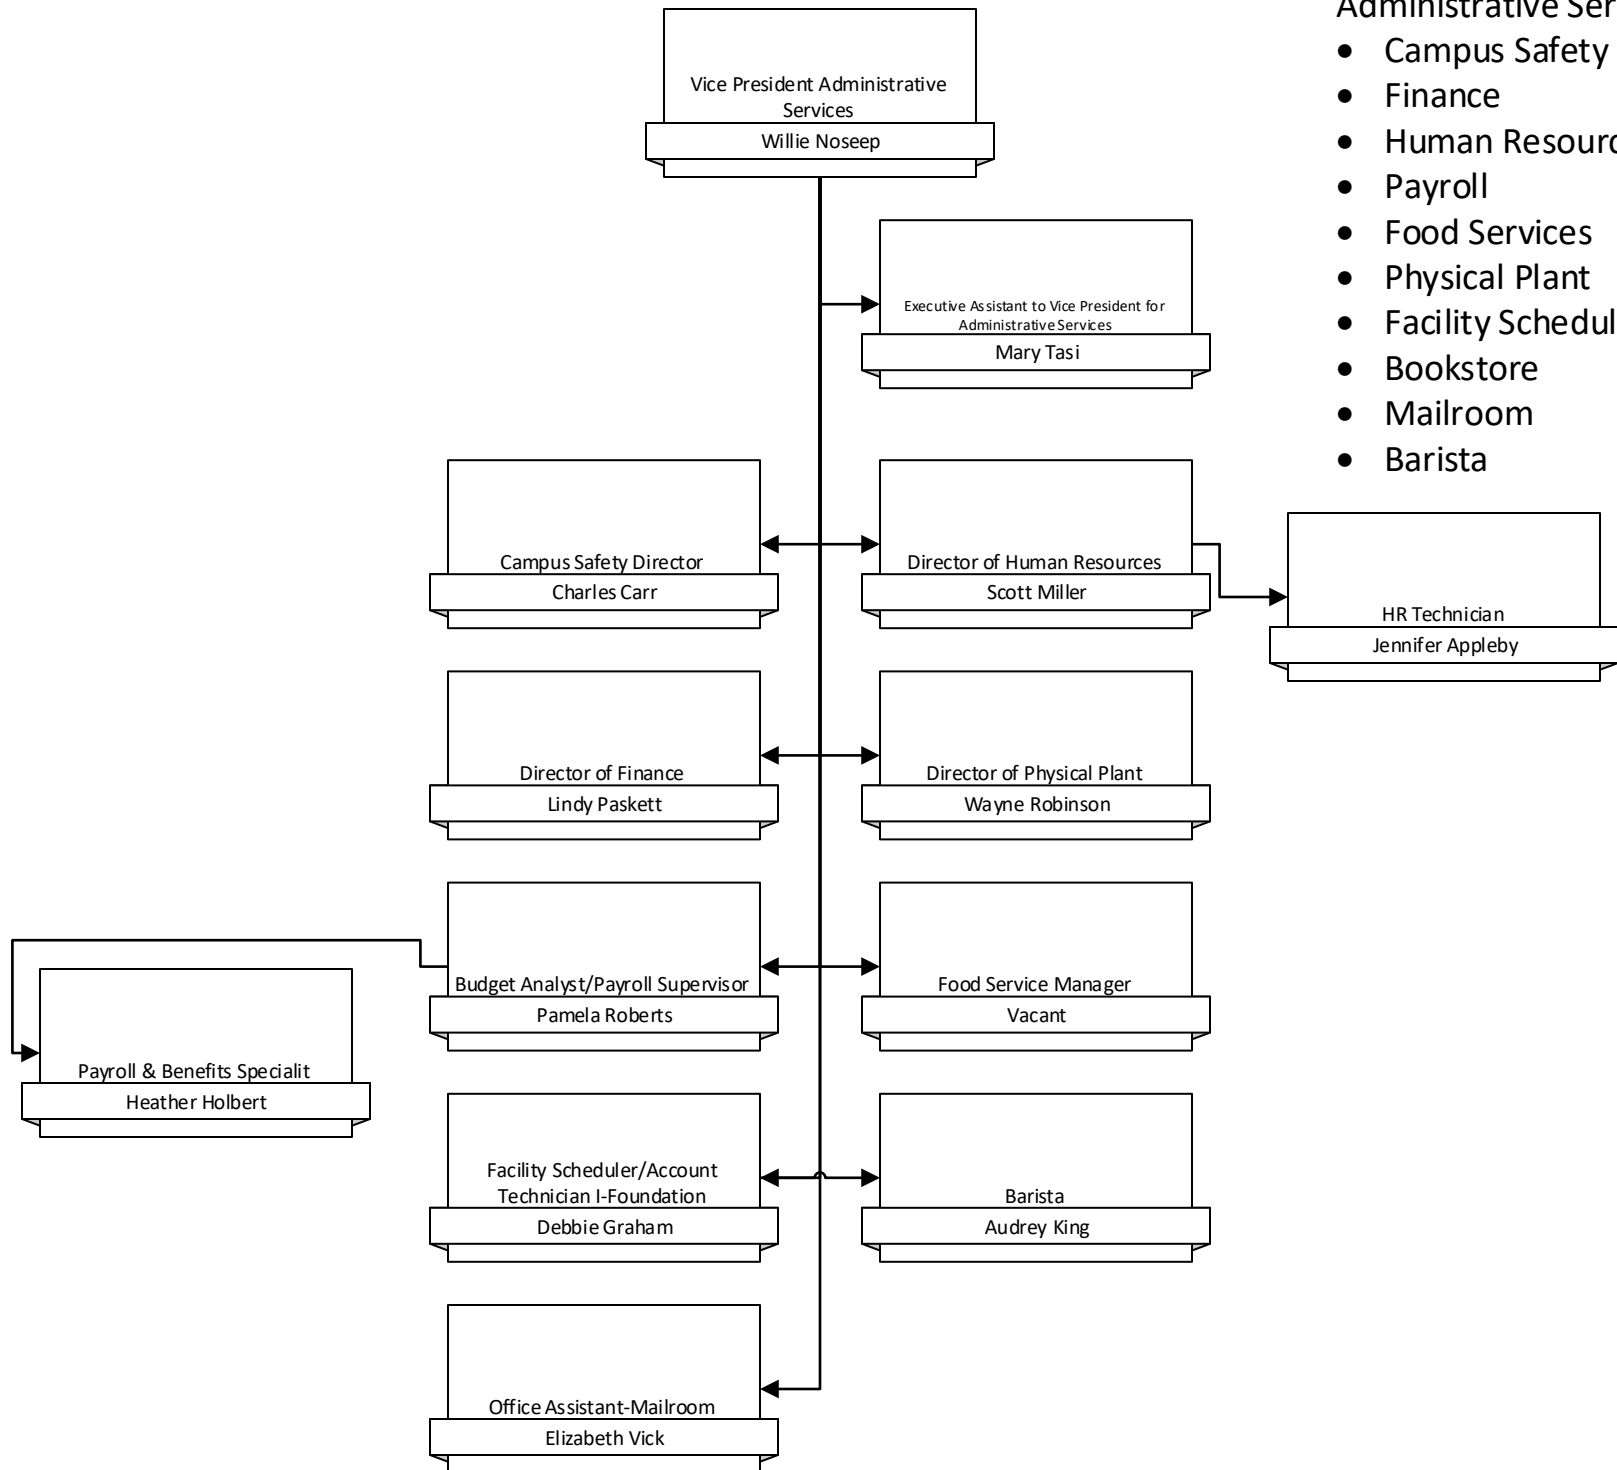 Vice President Administrative
Services
Willie Noseep
Administrative
• Campus Safety
• Finance
• Human
• Payroll
• Food Services
• Physical Plant
• Facility
• Bookstore
• Mailroom
• Barista
Executive Assistant to Vice President for
Administrative Services
Mary Tasi
Campus Safety Director
Charles Carr
Director of Human Resources
Scott Miller
HR Technician
Jennifer Appleby
Director of Finance
Lindy Paskett
Director of Physical Plant
Wayne Robinson
Budget Analyst/Payroll Supervisor
Pamela Roberts
Food Service Manager
Vacant
Payroll & Benefits Specialit
Heather Holbert
Facility Scheduler/Account
Technician I-Foundation
Debbie Graham
Barista
Audrey King
Office Assistant-Mailroom
Elizabeth Vick